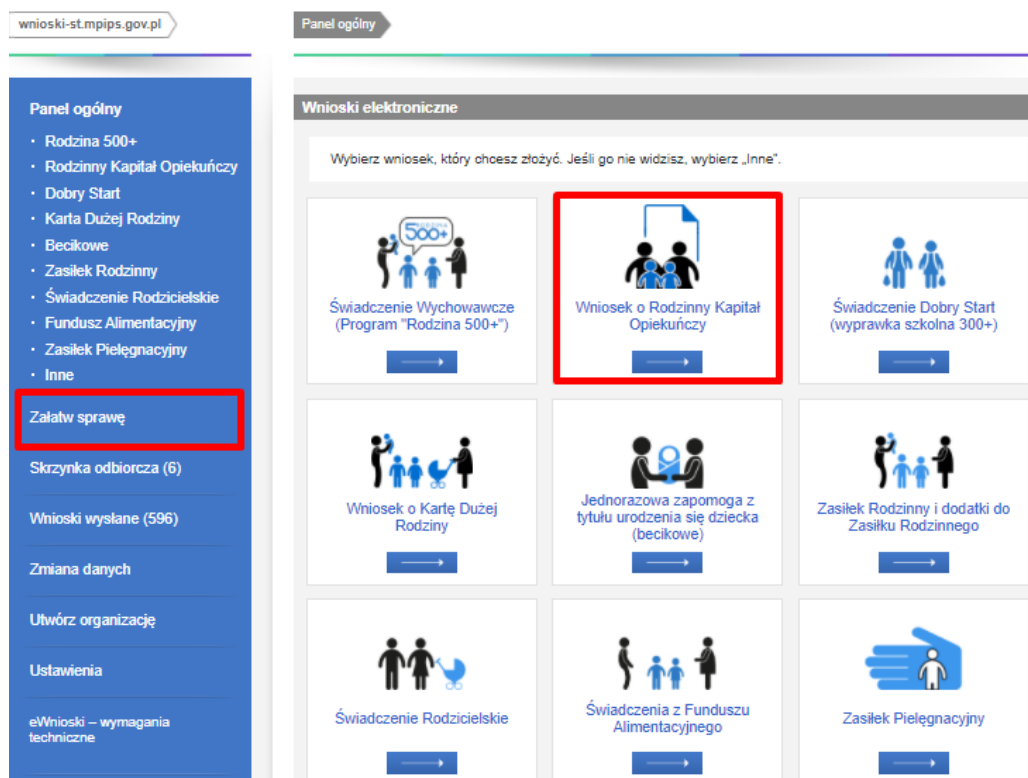 wnioski-st.mpips.gov.pl
Panel ogólny
Panel ogólny
Rodzina 500+
Rodzinny Kapitał Opiekuńczy
Dobry Start
Karta Dużej Rodziny
Becikowe
Zasiłek Rodzinny
Świadczenie Rodzicielskie
Fundusz Alimentacyjny
Zasiłek Pielęgnacyjny
Inne
Załatw sprawę
Skrzynka odbiorcza (6)
Wnioski wysłane (596)
Zmiana danych
Utwórz organizację
Ustawienia
eWnioski – wymagania
techniczne
Wnioski elektroniczne
Wybierz wniosek, który chcesz złożyć. Jeśli go nie widzisz, wybierz „Inne”.
RODZINA
500+
Świadczenie Wychowawcze
(Program "Rodzina 500+")
Wniosek o Rodzinny Kapitał
Opiekuńczy
Świadczenie Dobry Start
(wyprawka szkolna 300+)
Wniosek o Kartę Dużej
Rodziny
Jednorazowa zapomoga z
tytułu urodzenia się dziecka
(becikowe)
Zasiłek Rodzinny i dodatki do
Zasiłku Rodzinnego
Świadczenie Rodzicielskie
Świadczenia z Funduszu
Alimentacyjnego
Zasiłek Pielęgnacyjny